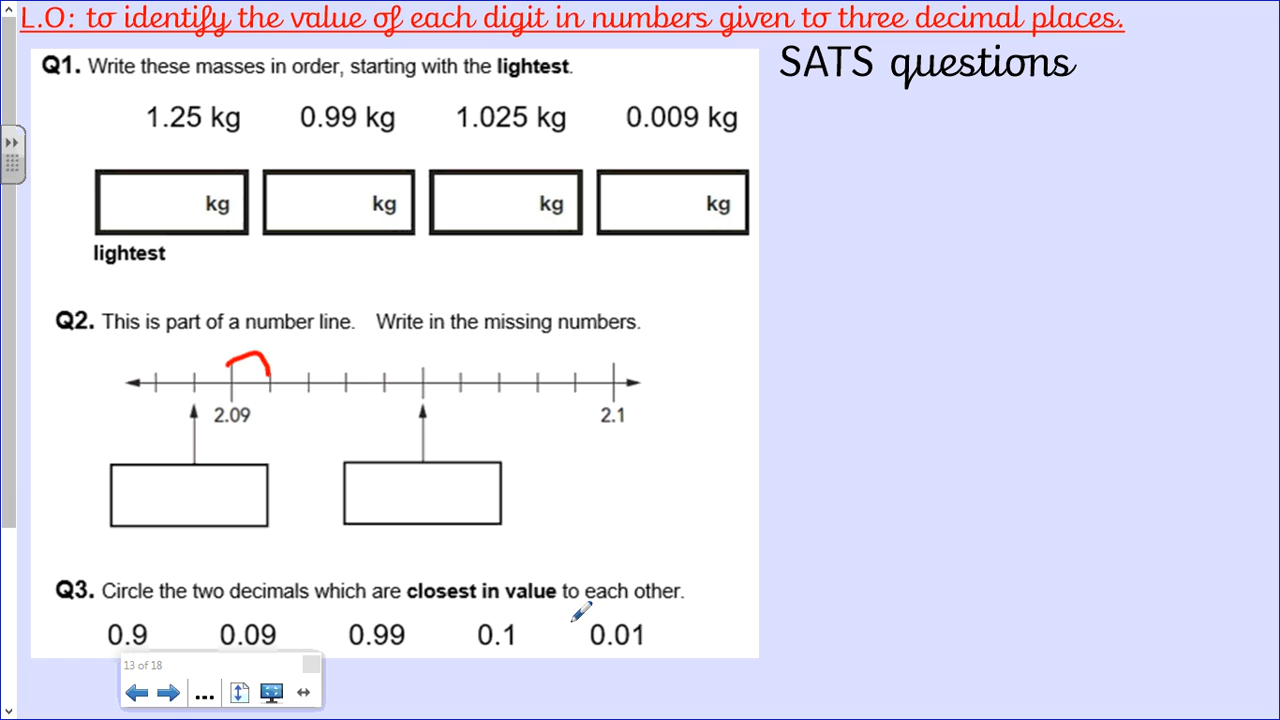 L.O: to identify the value of each digit in numbers given to three decimal places.
SATS questions
Q1. Write these masses in order, starting with the lightest.
1.25 kg 0.99 kg 1.025 kg 0.009 kg
kg kg kg kg
lightest
Q2. This is part of a number line. Write in the missing numbers.
2.09 2.1
Q3. Circle the two decimals which are closest in value to each other.
0.9 0.09 0.99 0.1 0.01
13 of 18